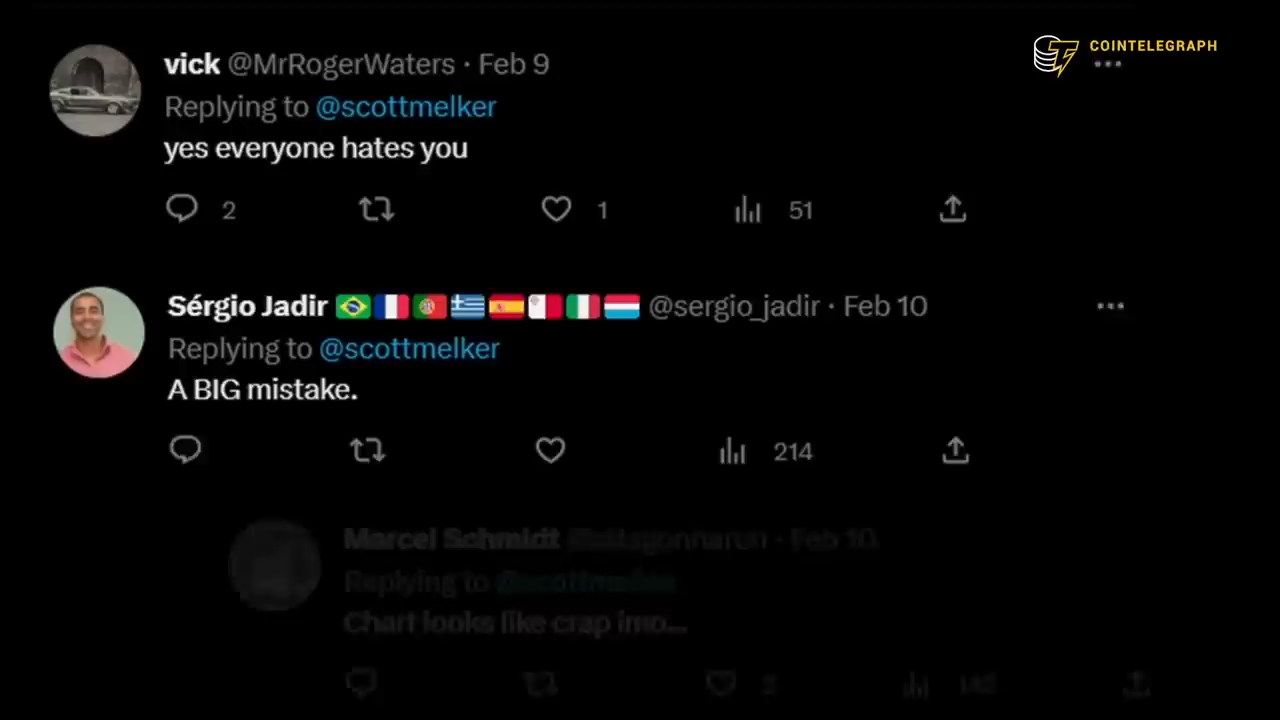 COINTELEGRAPH
vick @MrRogerWaters · Feb 9
Replying to @scottmelker
yes everyone hates you
2 1 51
Sérgio Jadir @sergio_jadir · Feb 10
Replying to @scottmelker
A BIG mistake.
214
Marcel Schmidt · Feb 10
Replying to @scottmelker
Chart looks like crap imo...